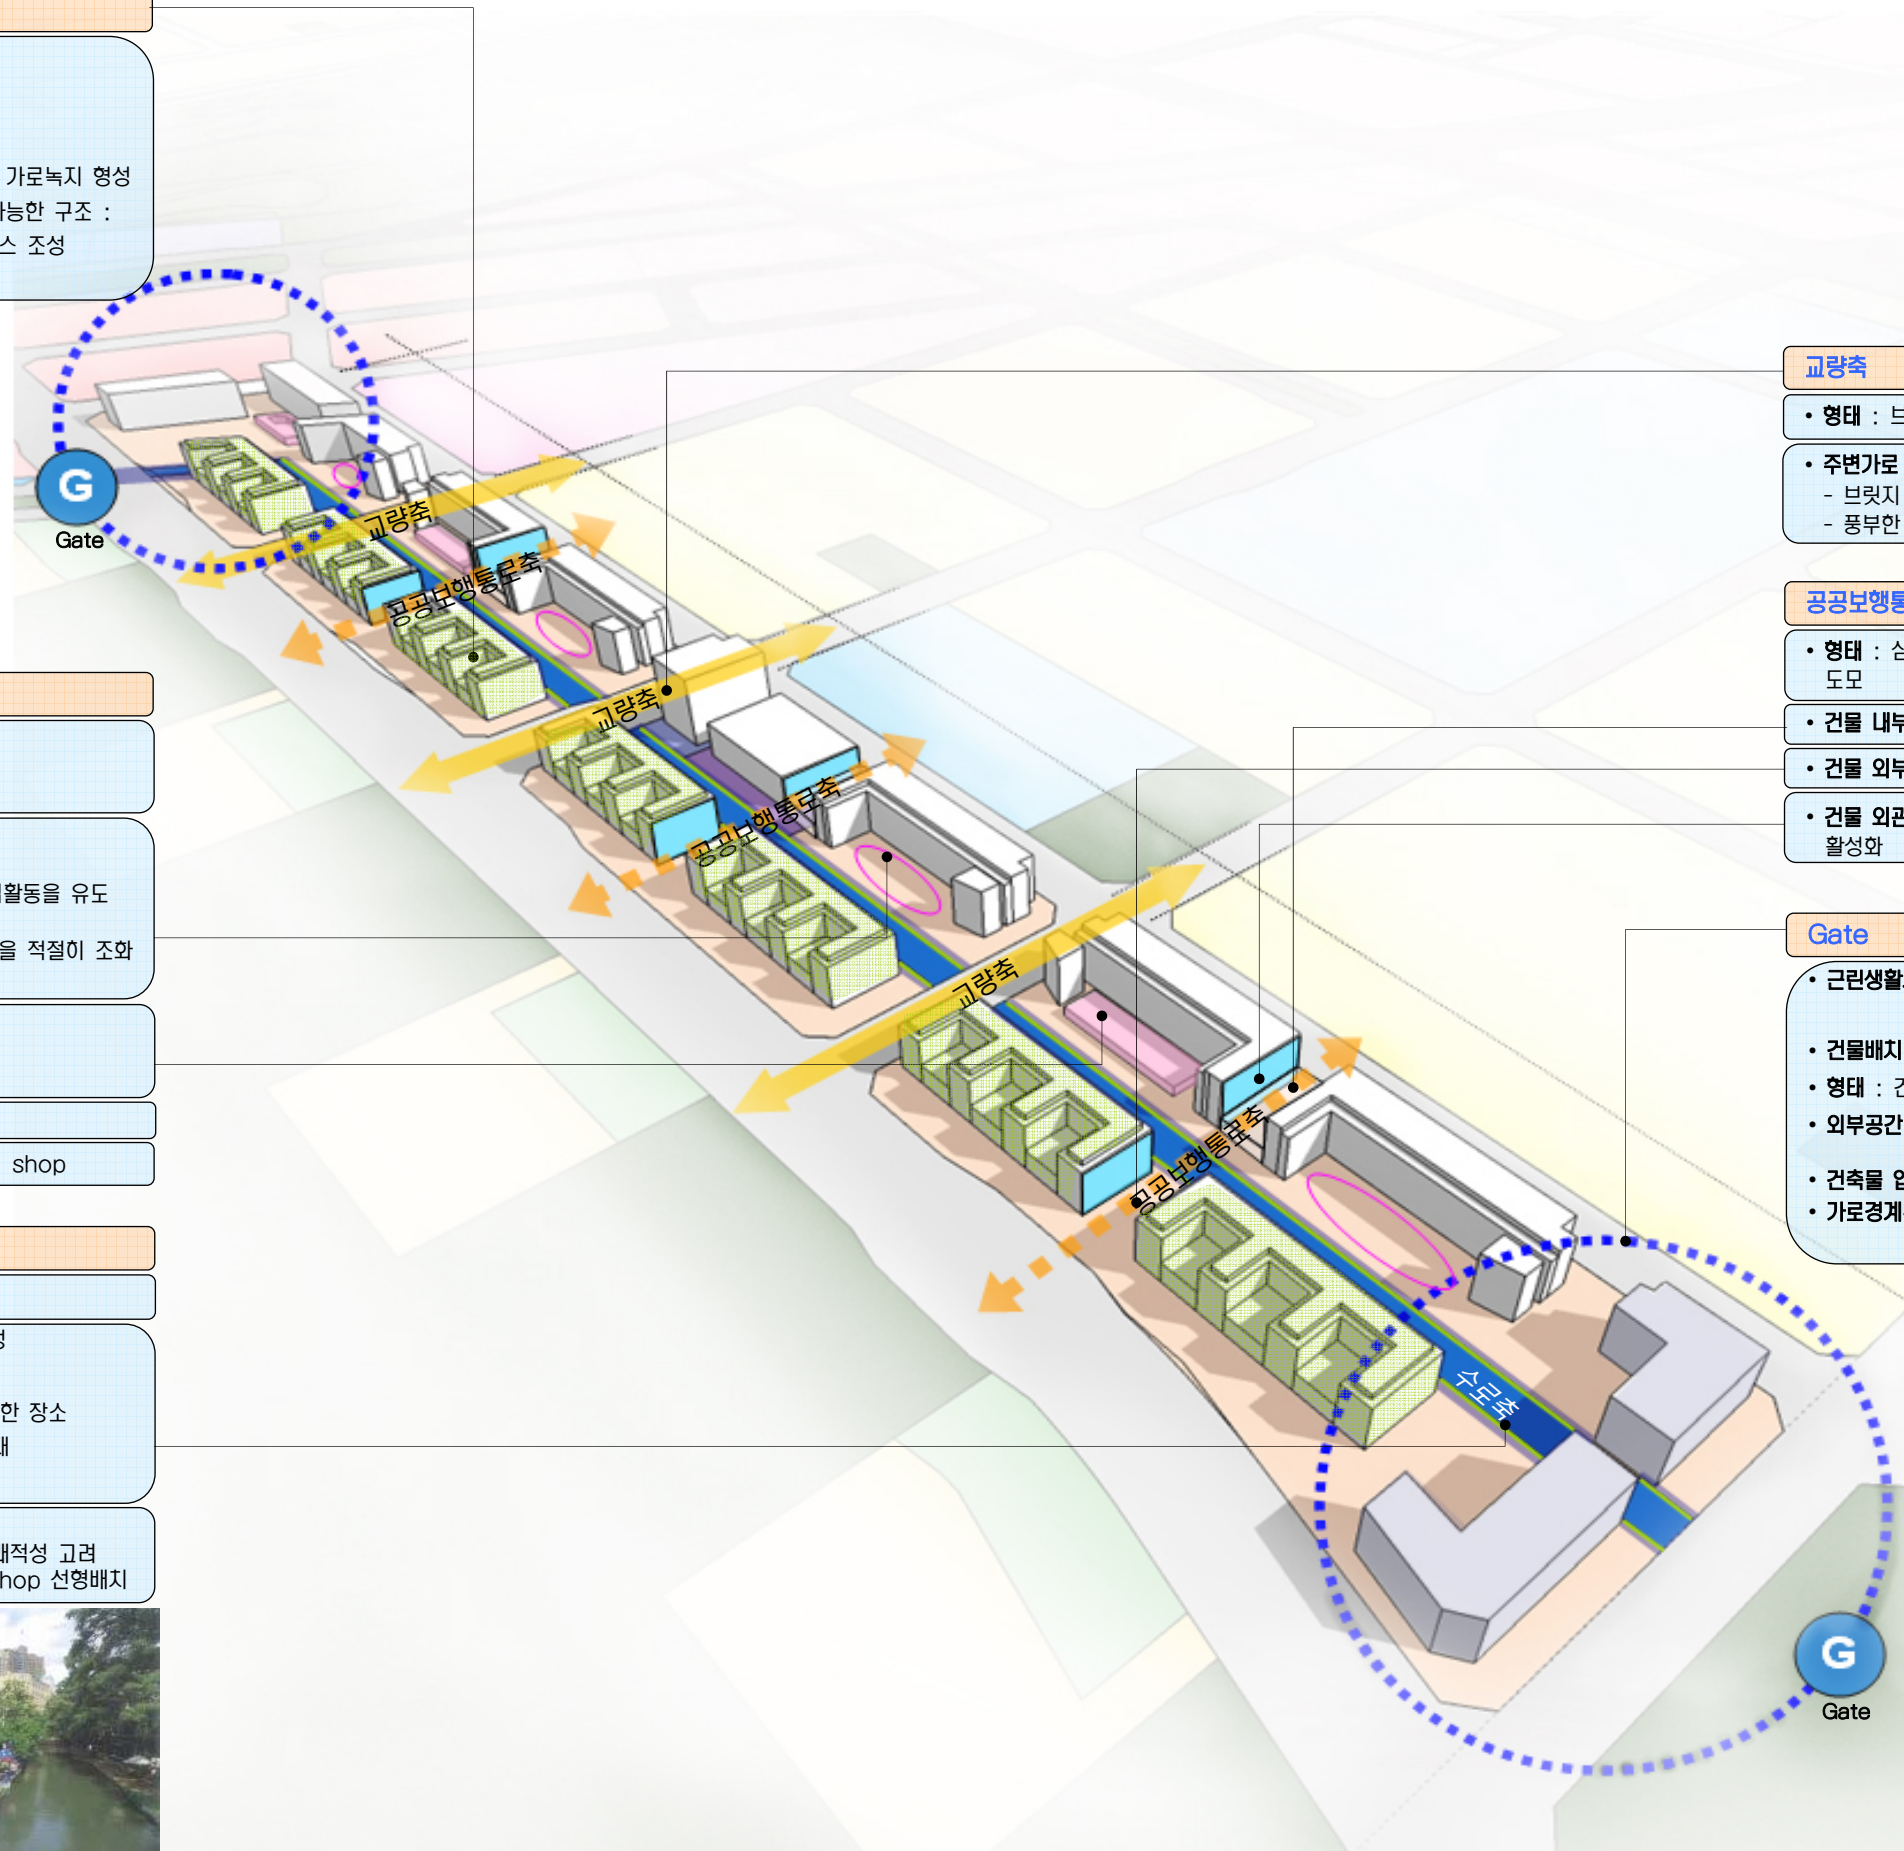 가로녹지 형성
능한 구조 :
스 조성
Gate
활동을 유도
을 적절히 조화
shop
한 장소
쾌적성 고려
hop 선형배치
교량축
공공보행통로축
교량축
공공보행통로축
교량축
공공보행통로축
수로축
G
G
Gate
교량축
• 형태 : 브
• 주변가로
- 브릿지
- 풍부한
공공보행통
• 형태 :
도모
• 건물 내부
• 건물 외부
• 건물 외관
활성화
Gate
• 근린생활
• 건물배치
• 형태 :
• 외부공간
• 건축물
• 가로경계